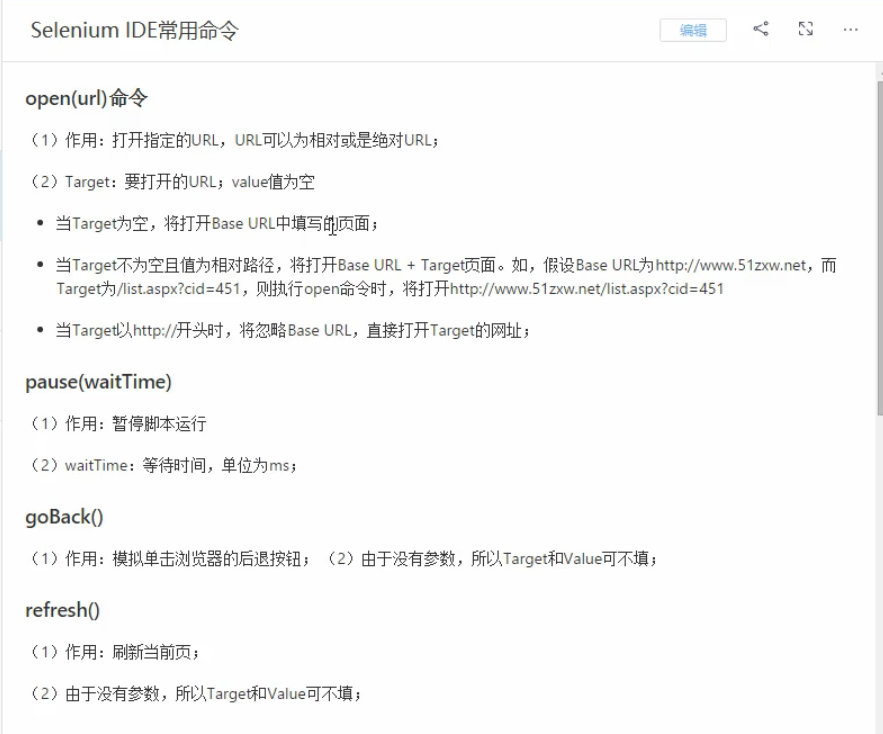 Selenium IDE常用命令
编辑
open(url)命令
（1）作用：打开指定的URL，URL可以为相对或是绝对URL；
（2）Target：要打开的URL；value值为空
• 当Target为空，将打开Base URL中填写的页面；
• 当Target不为空且值为相对路径，将打开Base URL + Target页面。如，假设Base URL为http://www.51zxw.net，而
Target为/list.aspx?cid=451，则执行open命令时，将打开http://www.51zxw.net/list.aspx?cid=451
• 当Target以http://开头时，将忽略Base URL，直接打开Target的网址；
pause(waitTime)
（1）作用：暂停脚本运行
（2）waitTime：等待时间，单位为ms；
goBack()
（1）作用：模拟单击浏览器的后退按钮； （2）由于没有参数，所以Target和Value可不填；
refresh()
（1）作用：刷新当前页；
（2）由于没有参数，所以Target和Value可不填；